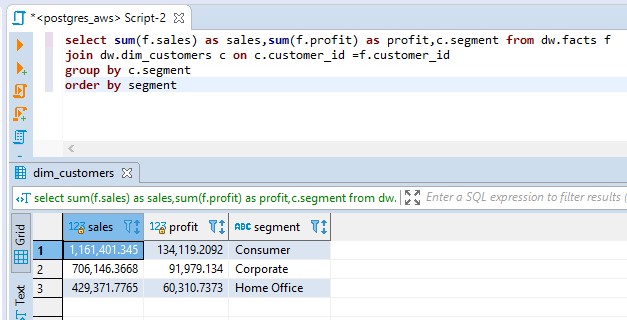 *<postgres_aws> Script-2
select sum(f.sales) as sales,sum(f.profit) as profit,c.segment from dw.facts f
join dw.dim_customers c on c.customer_id =f.customer_id
group by c.segment
order by segment
dim_customers
select sum(f.sales) as sales,sum(f.profit) as profit,c.segment from dw. Enter a SQL expression to filter results (
Grid
Text
123 sales 123 profit ABC segment
1 1,161,401.345 134,119.2092 Consumer
2 706,146.3668 91,979.134 Corporate
3 429,371.7765 60,310.7373 Home Office